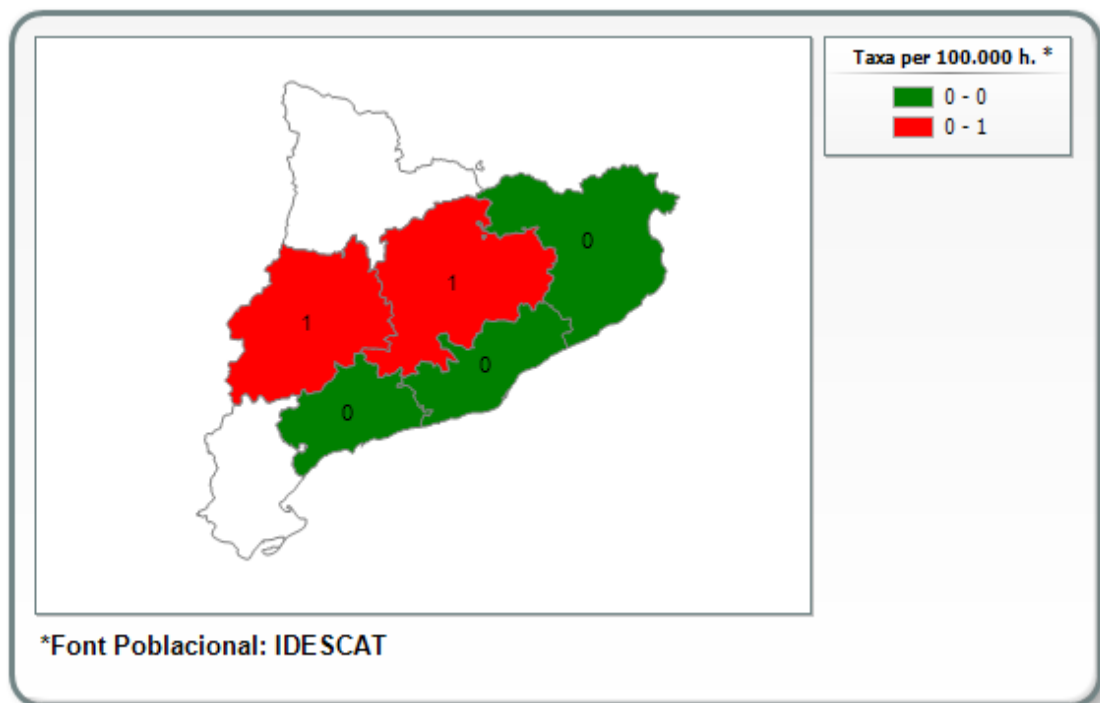 Taxa per 100.000 h. *
0 - 0
0 - 1
0
1
1
0
0
*Font Poblacional: IDESCAT